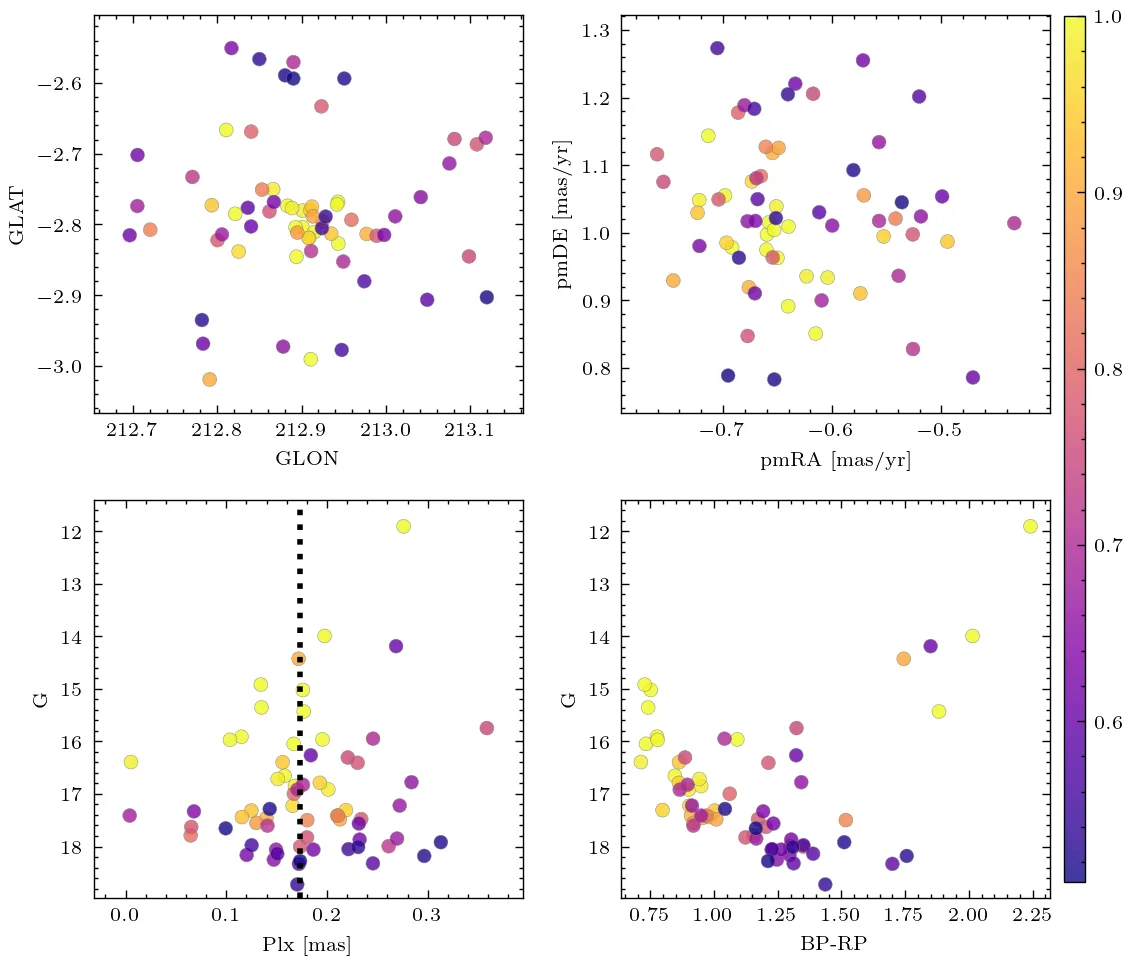 −2.6
−2.7
−2.8
−2.9
−3.0
GLAT
212.7 212.8 212.9 213.0 213.1
GLON
1.3
1.2
1.1
1.0
0.9
0.8
pmDE [mas/yr]
−0.7 −0.6 −0.5
pmRA [mas/yr]
1.0
0.9
0.8
0.7
0.6
12
13
14
15
16
17
18
G
0.0 0.1 0.2 0.3
Plx [mas]
12
13
14
15
16
17
18
G
0.75 1.00 1.25 1.50 1.75 2.00 2.25
BP-RP